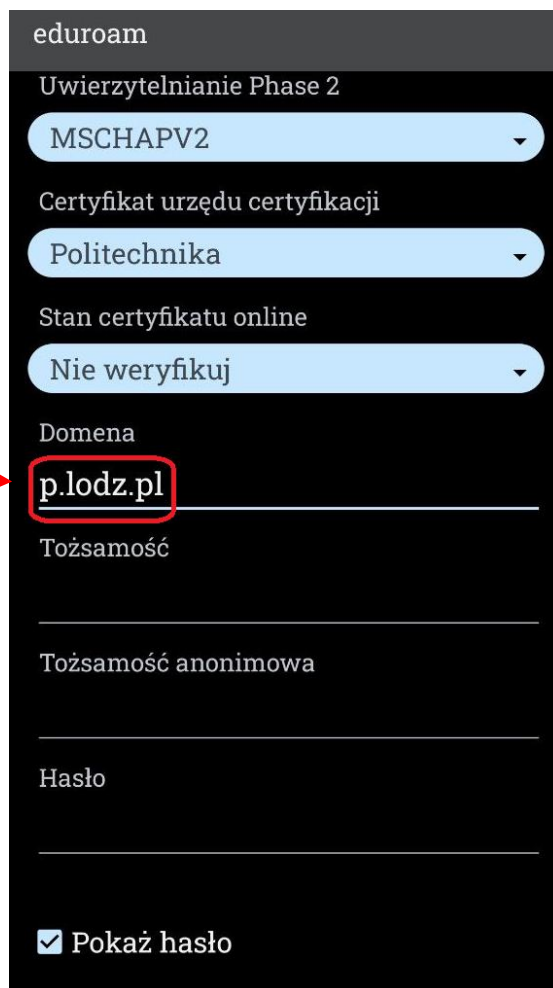 eduroam
Uwierzytelnianie Phase 2
MSCHAPV2
Certyfikat urzędu certyfikacji
Politechnika
Stan certyfikatu online
Nie weryfikuj
Domena
p.lodz.pl
Tożsamość
Tożsamość anonimowa
Hasło
Pokaż hasło